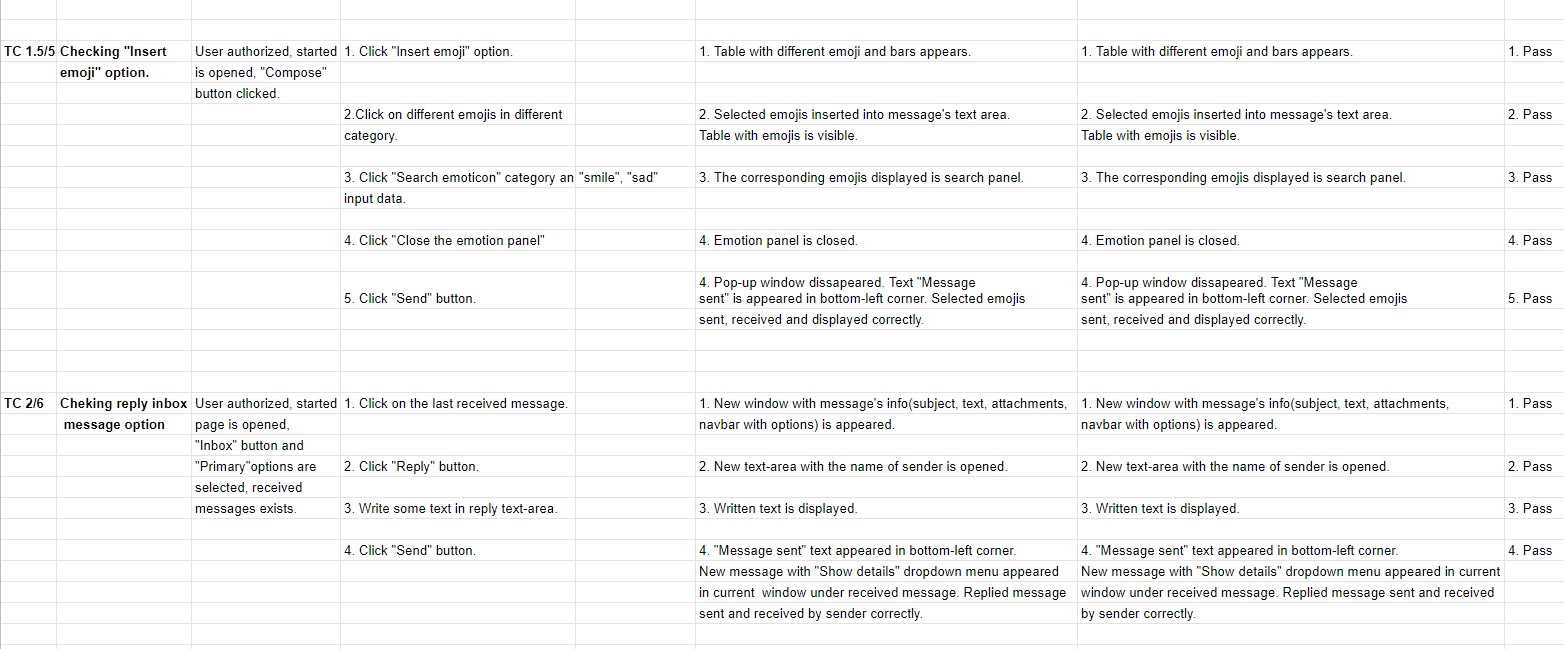 TC 1.5/5 Checking "Insert User authorized, started 1. Click "Insert emoji" option. 1. Table with different emoji and bars appears. 1. Table with different emoji and bars appears. 1. Pass
emoji" option. is opened, "Compose"
button clicked.
2.Click on different emojis in different 2. Selected emojis inserted into message's text area. 2. Selected emojis inserted into message's text area. 2. Pass
category. Table with emojis is visible. Table with emojis is visible.
3. Click "Search emoticon" category an "smile", "sad" 3. The corresponding emojis displayed is search panel. 3. The corresponding emojis displayed is search panel. 3. Pass
input data.
4. Click "Close the emotion panel" 4. Emotion panel is closed. 4. Emotion panel is closed. 4. Pass
4. Pop-up window dissapeared. Text "Message 4. Pop-up window dissapeared. Text "Message
5. Click "Send" button. sent" is appeared in bottom-left corner. Selected emojis sent" is appeared in bottom-left corner. Selected emojis 5. Pass
sent, received and displayed correctly. sent, received and displayed correctly.
TC 2/6 Cheking reply inbox User authorized, started 1. Click on the last received message. 1. New window with message's info(subject, text, attachments, 1. New window with message's info(subject, text, attachments, 1. Pass
message option page is opened, navbar with options) is appeared. navbar with options) is appeared.
"Inbox" button and
"Primary"options are 2. Click "Reply" button. 2. New text-area with the name of sender is opened. 2. New text-area with the name of sender is opened. 2. Pass
selected, received
messages exists. 3. Write some text in reply text-area. 3. Written text is displayed. 3. Written text is displayed. 3. Pass
4. Click "Send" button. 4. "Message sent" text appeared in bottom-left corner. 4. "Message sent" text appeared in bottom-left corner. 4. Pass
New message with "Show details" dropdown menu appeared New message with "Show details" dropdown menu appeared in current
in current window under received message. Replied message window under received message. Replied message sent and received
sent and received by sender correctly. by sender correctly.